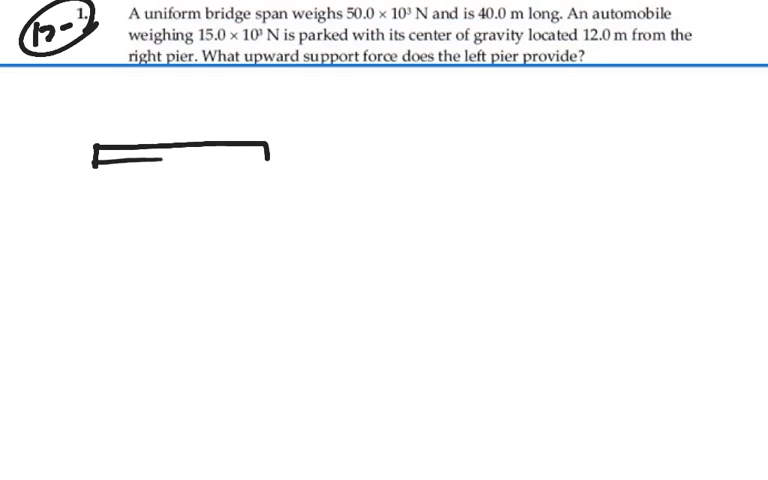 1. A uniform bridge span weighs 50.0 × 10³ N and is 40.0 m long. An automobile
weighing 15.0 × 10³ N is parked with its center of gravity located 12.0 m from the
right pier. What upward support force does the left pier provide?